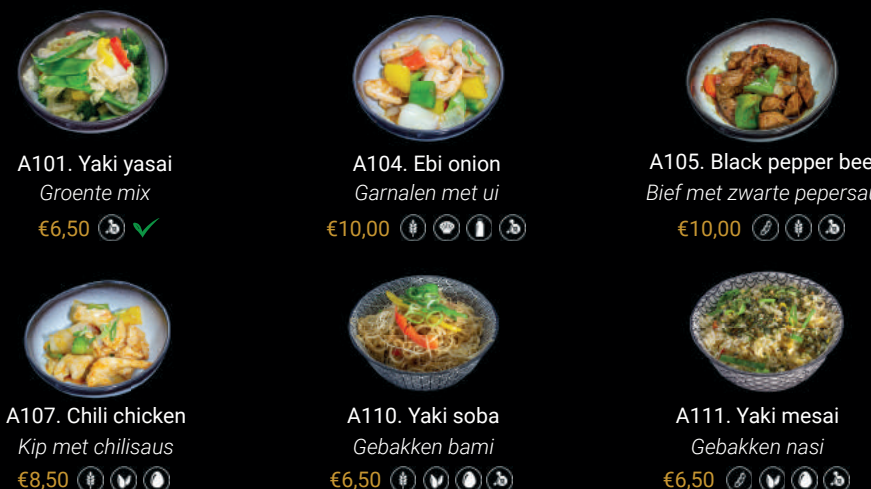 A101. Yaki yasai
Groente mix
€6,50
A104. Ebi onion
Garnalen met ui
€10,00
A105. Black pepper bee
Bief met zwarte pepersau
€10,00
A107. Chili chicken
Kip met chilisaus
€8,50
A110. Yaki soba
Gebakken bami
€6,50
A111. Yaki mesai
Gebakken nasi
€6,50